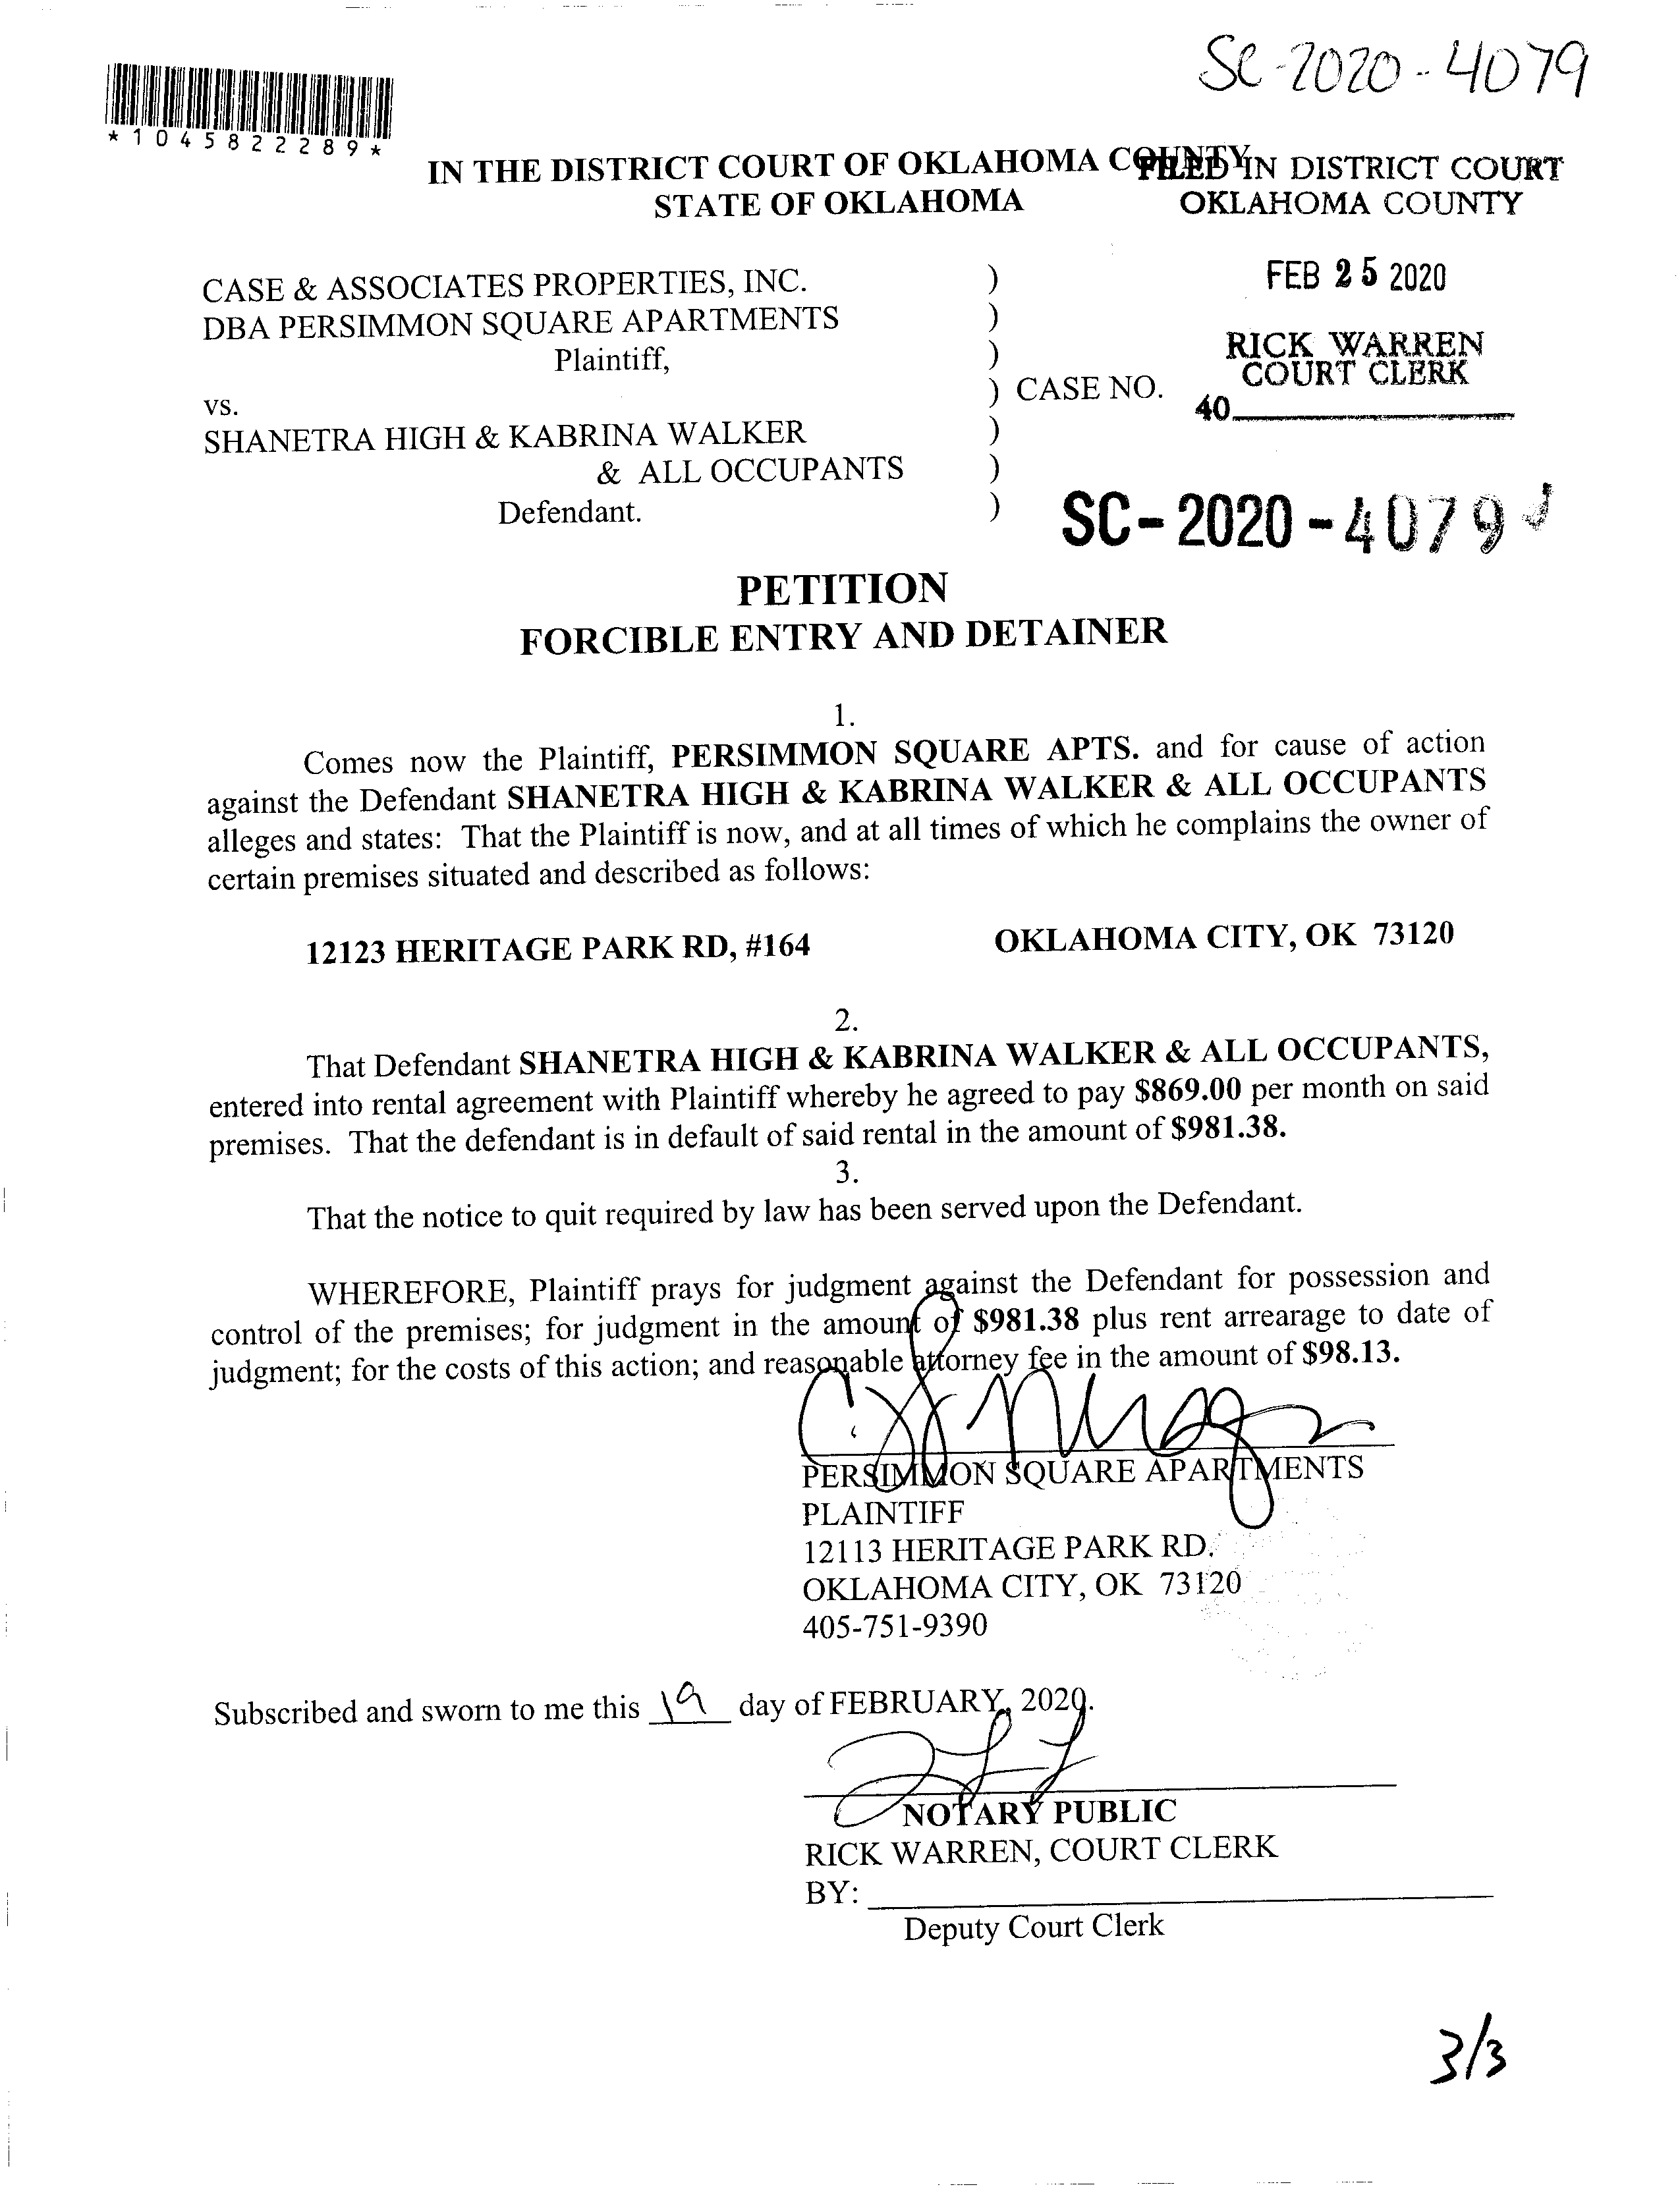 SC-2020-4079
*1045822289*
IN THE DISTRICT COURT OF OKLAHOMA COUNTY
STATE OF OKLAHOMA
FILED IN DISTRICT COURT
OKLAHOMA COUNTY
FEB 25 2020
RICK WARREN
COURT CLERK
40
CASE & ASSOCIATES PROPERTIES, INC. )
DBA PERSIMMON SQUARE APARTMENTS )
Plaintiff, )
) CASE NO.
vs.
SHANETRA HIGH & KABRINA WALKER )
& ALL OCCUPANTS )
Defendant. )
SC-2020-4079
PETITION
FORCIBLE ENTRY AND DETAINER
1.
Comes now the Plaintiff, PERSIMMON SQUARE APTS. and for cause of action
against the Defendant SHANETRA HIGH & KABRINA WALKER & ALL OCCUPANTS
alleges and states: That the Plaintiff is now, and at all times of which he complains the owner of
certain premises situated and described as follows:
12123 HERITAGE PARK RD, #164 OKLAHOMA CITY, OK 73120
2.
That Defendant SHANETRA HIGH & KABRINA WALKER & ALL OCCUPANTS,
entered into rental agreement with Plaintiff whereby he agreed to pay $869.00 per month on said
premises. That the defendant is in default of said rental in the amount of $981.38.
3.
That the notice to quit required by law has been served upon the Defendant.
WHEREFORE, Plaintiff prays for judgment against the Defendant for possession and
control of the premises; for judgment in the amount of $981.38 plus rent arrearage to date of
judgment; for the costs of this action; and reasonable attorney fee in the amount of $98.13.
PERSIMMON SQUARE APARTMENTS
PLAINTIFF
12113 HERITAGE PARK RD.
OKLAHOMA CITY, OK 73120
405-751-9390
Subscribed and sworn to me this 19 day of FEBRUARY, 2020.
NOTARY PUBLIC
RICK WARREN, COURT CLERK
BY:
Deputy Court Clerk
3/3